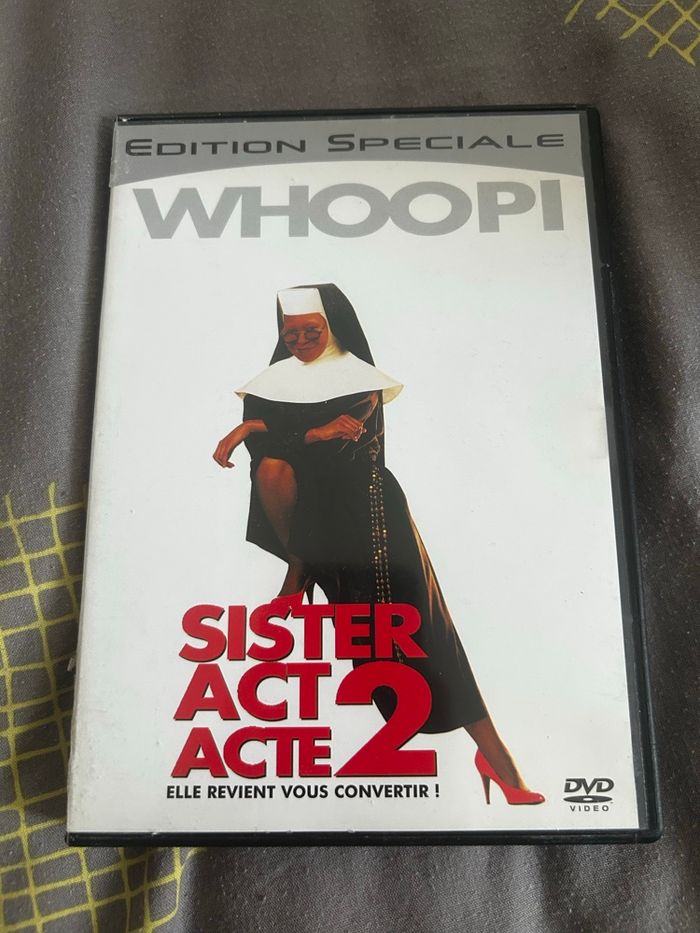 EDITION SPECIALE
WHOOPI
SISTER
ACT
ACTE 2
ELLE REVIENT VOUS CONVERTIR !
DVD
VIDEO